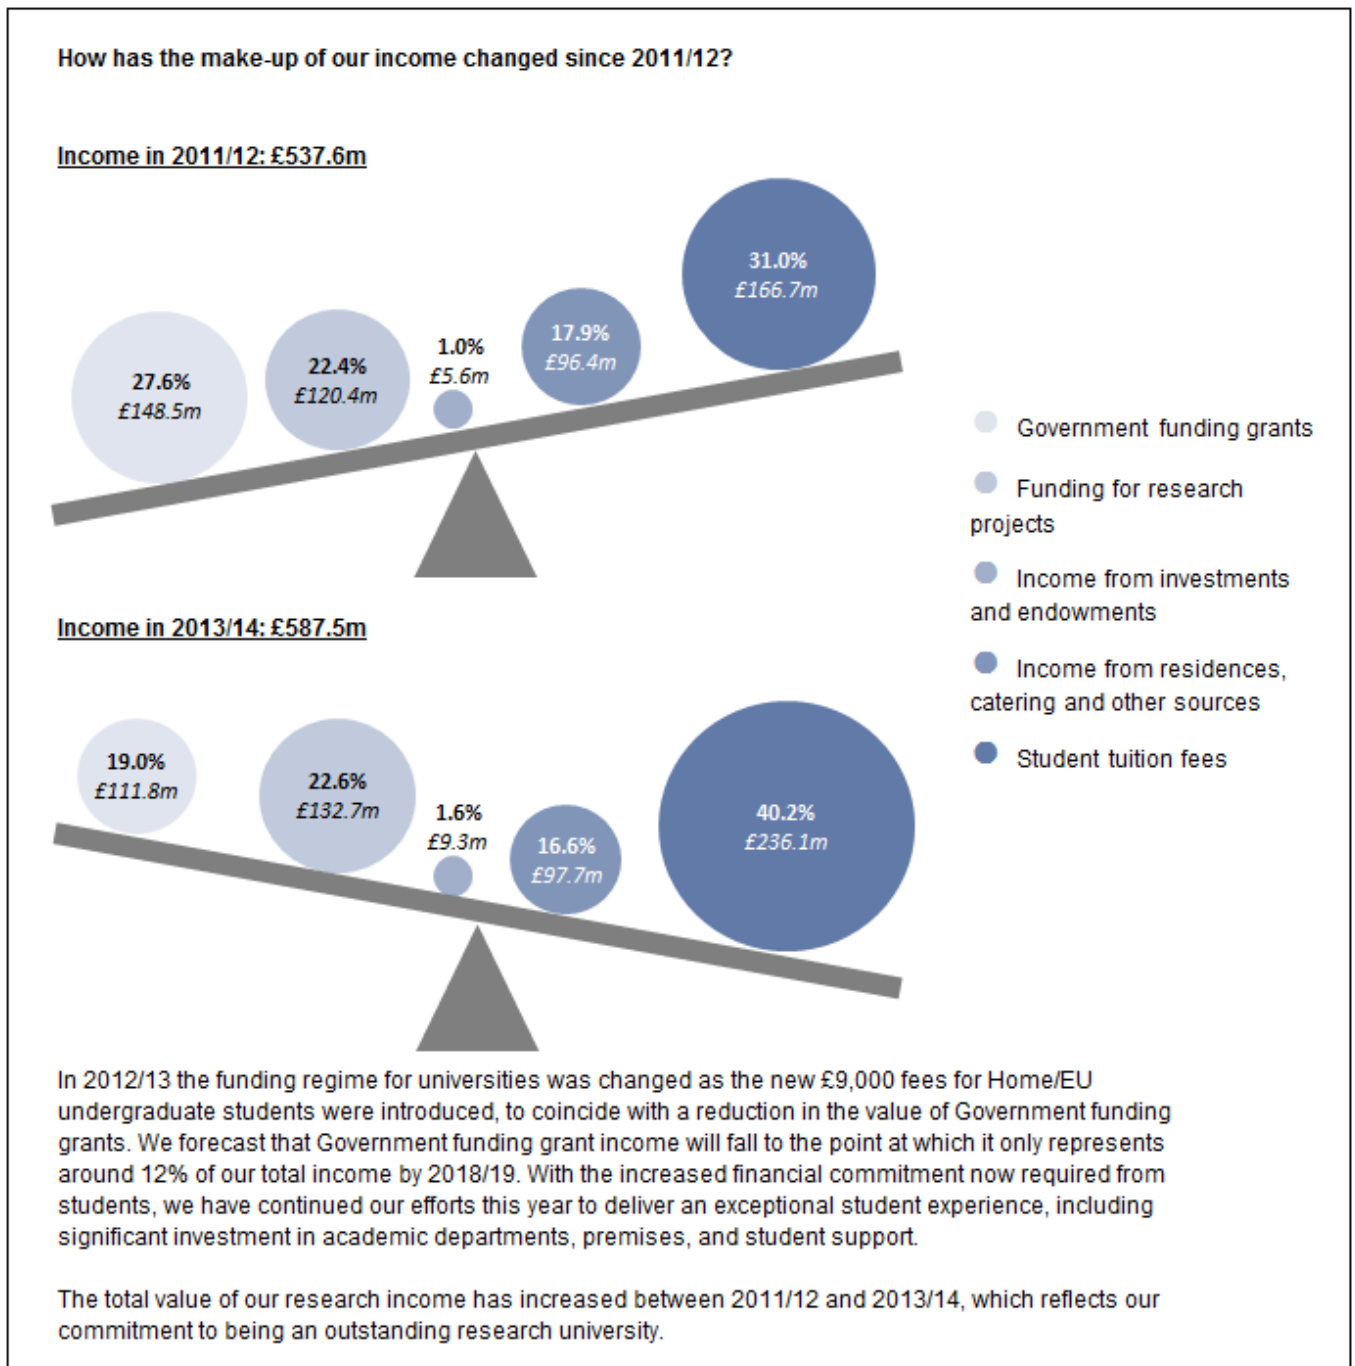 How has the make-up of our income changed since 2011/12?
Income in 2011/12: £537.6m
27.6%
£148.5m
22.4%
£120.4m
1.0%
£5.6m
17.9%
£96.4m
31.0%
£166.7m
Government funding grants
Funding for research
projects
Income from investments
and endowments
Income from residences,
catering and other sources
Student tuition fees
Income in 2013/14: £587.5m
19.0%
£111.8m
22.6%
£132.7m
1.6%
£9.3m
16.6%
£97.7m
40.2%
£236.1m
In 2012/13 the funding regime for universities was changed as the new £9,000 fees for Home/EU
undergraduate students were introduced, to coincide with a reduction in the value of Government funding
grants. We forecast that Government funding grant income will fall to the point at which it only represents
around 12% of our total income by 2018/19. With the increased financial commitment now required from
students, we have continued our efforts this year to deliver an exceptional student experience, including
significant investment in academic departments, premises, and student support.
The total value of our research income has increased between 2011/12 and 2013/14, which reflects our
commitment to being an outstanding research university.